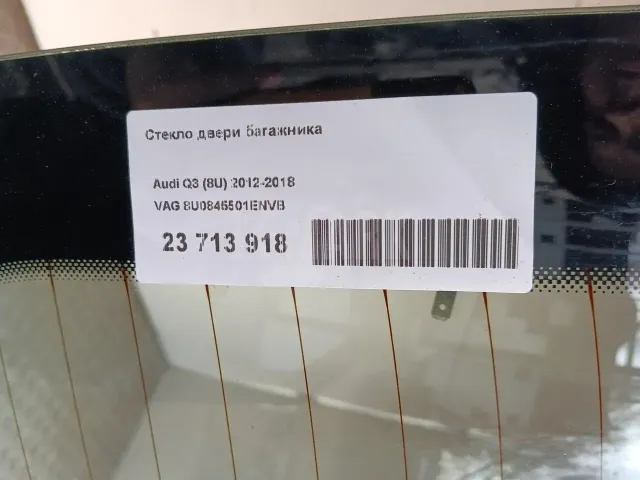 Стекло двери багажника
Audi Q3 (8U) 2012-2018
VAG 8U0845501ENVB
23 713 918